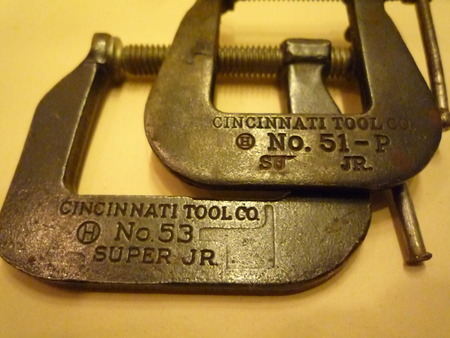 CINCINNATI TOOL CO
H No. 51-P
JR.
CINCINNATI TOOL CO.
H No. 53
SUPER JR.